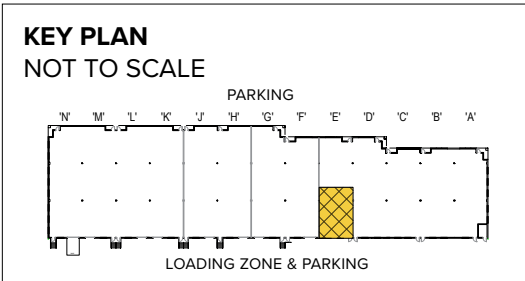 KEY PLAN
NOT TO SCALE
PARKING
'N' 'M' 'L' 'K' 'J' 'H' 'G' 'F' 'E' 'D' 'C' 'B' 'A'
LOADING ZONE & PARKING